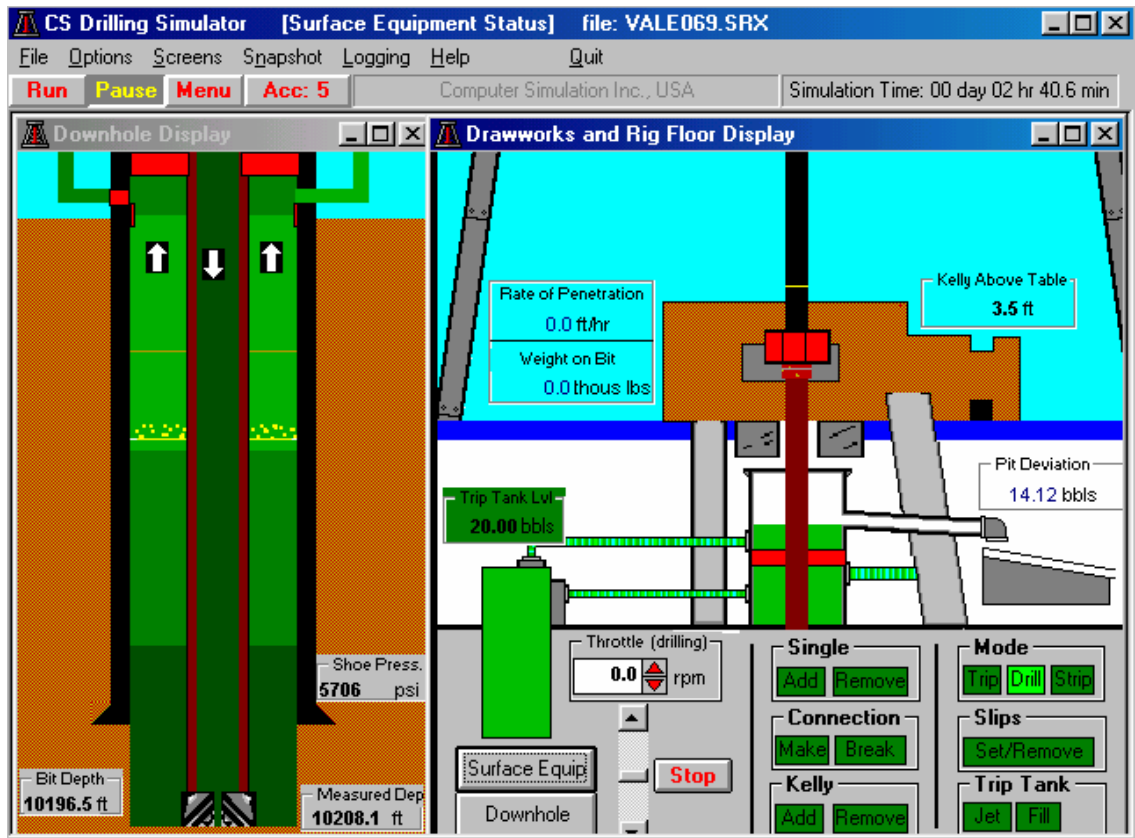 CS Drilling Simulator [Surface Equipment Status] file: VALE069.SRX
File Options Screens Snapshot Logging Help Quit
Run Pause Menu Acc: 5 Computer Simulation Inc., USA Simulation Time: 00 day 02 hr 40.6 min
Downhole Display
Shoe Press.
5706 psi
Bit Depth
10196.5 ft
Measured Dep
10208.1 ft
Drawworks and Rig Floor Display
Rate of Penetration
0.0 ft/hr
Weight on Bit
0.0 thous lbs
Kelly Above Table
3.5 ft
Pit Deviation
14.12 bbls
Trip Tank Lvl
20.00 bbls
Throttle (drilling)
0.0 rpm
Surface Equip
Downhole
Stop
Single
Add Remove
Connection
Make Break
Kelly
Add Remove
Mode
Trip Drill Strip
Slips
Set/Remove
Trip Tank
Jet Fill